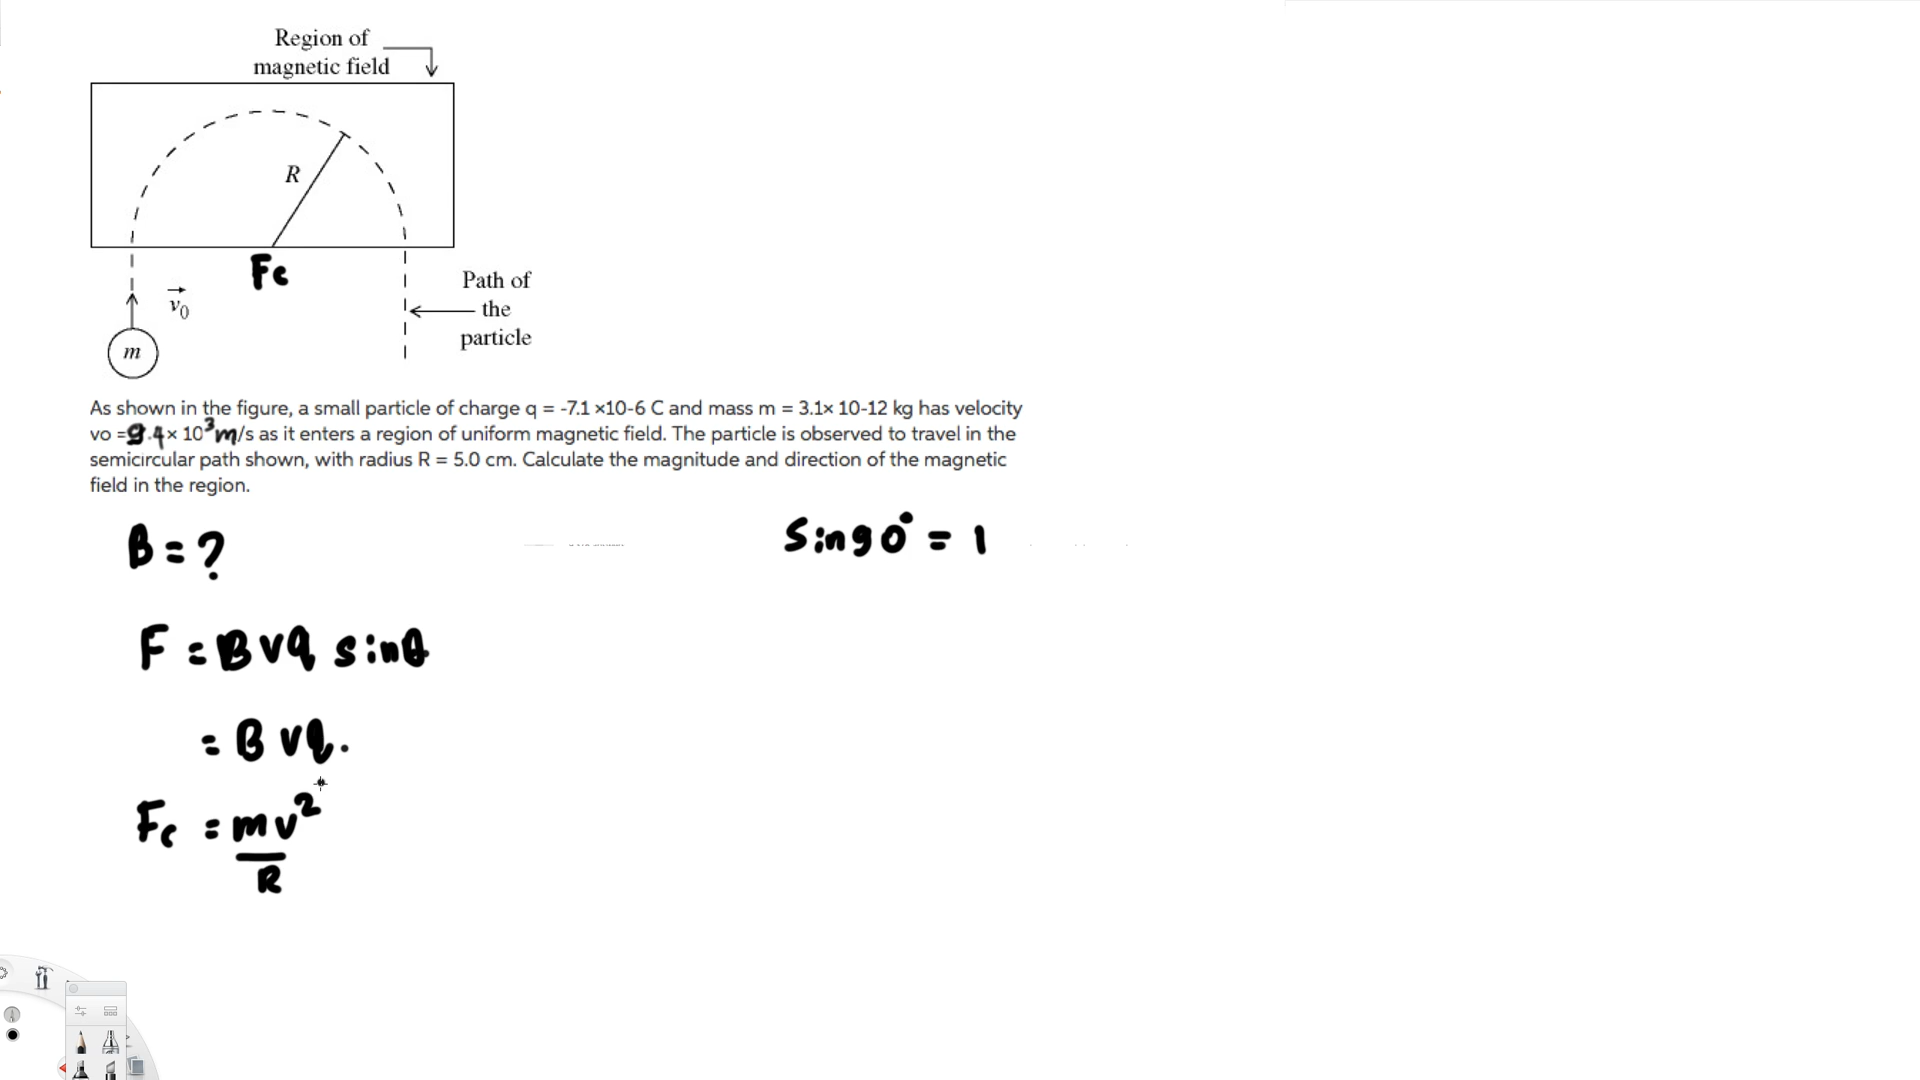 Region of
magnetic field
R
Fc
v0
m
Path of
the
particle
As shown in the figure, a small particle of charge q = -7.1 ×10-6 C and mass m = 3.1× 10-12 kg has velocity
vo =9.4× 10³m/s as it enters a region of uniform magnetic field. The particle is observed to travel in the
semicircular path shown, with radius R = 5.0 cm. Calculate the magnitude and direction of the magnetic
field in the region.
B = ?
Sin90° = 1
F = BVq sinθ
= BVq.
Fc = mv²
R